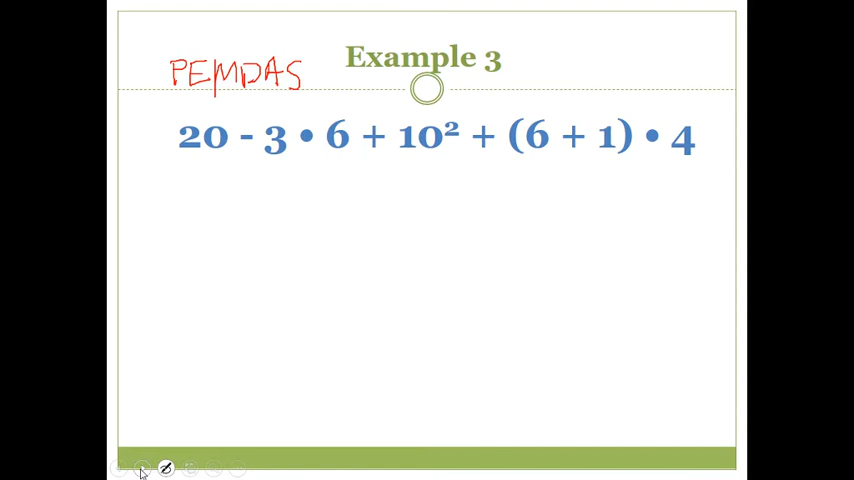 Example 3
PEMDAS
20 - 3 • 6 + 10² + (6 + 1) • 4